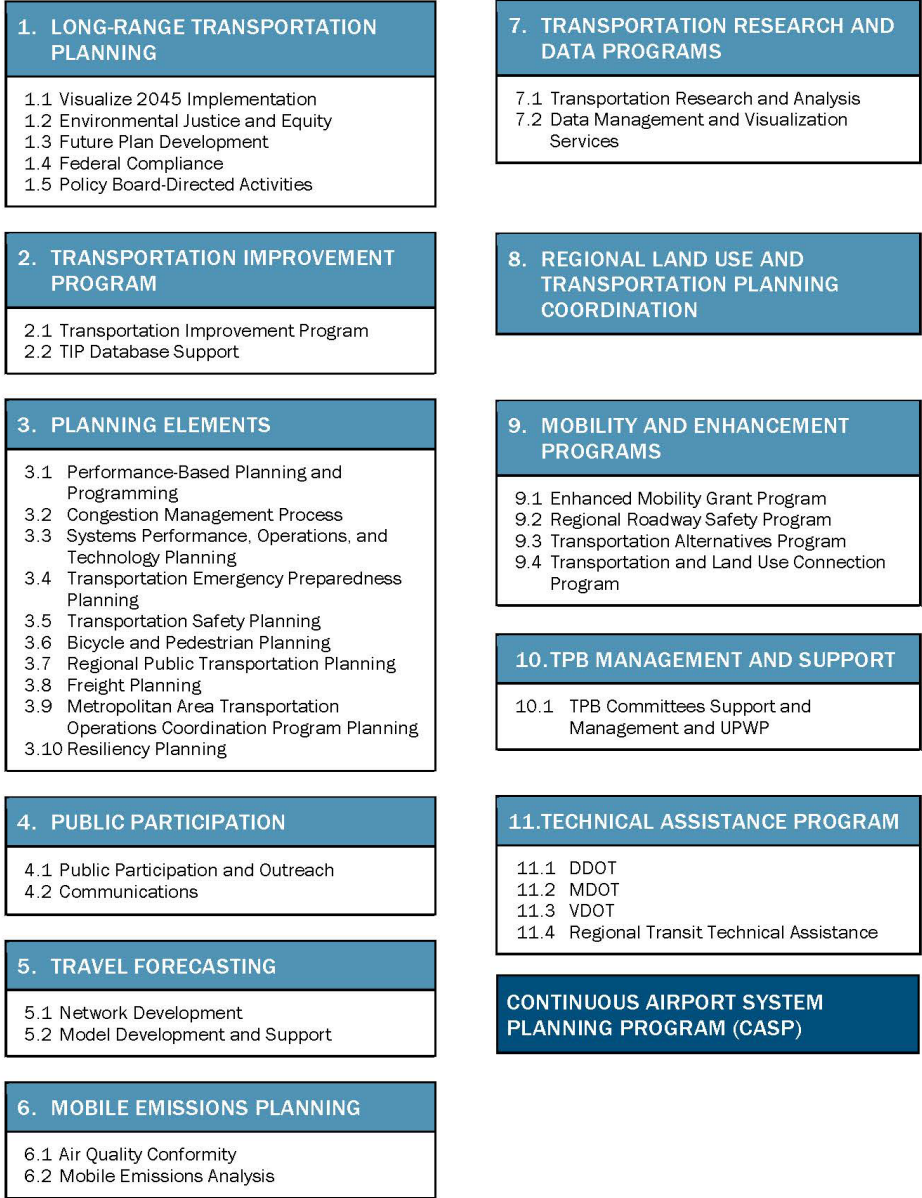 1. LONG-RANGE TRANSPORTATION
PLANNING
1.1 Visualize 2045 Implementation
1.2 Environmental Justice and Equity
1.3 Future Plan Development
1.4 Federal Compliance
1.5 Policy Board-Directed Activities
2. TRANSPORTATION IMPROVEMENT
PROGRAM
2.1 Transportation Improvement Program
2.2 TIP Database Support
3. PLANNING ELEMENTS
3.1 Performance-Based Planning and
Programming
3.2 Congestion Management Process
3.3 Systems Performance, Operations, and
Technology Planning
3.4 Transportation Emergency Preparedness
Planning
3.5 Transportation Safety Planning
3.6 Bicycle and Pedestrian Planning
3.7 Regional Public Transportation Planning
3.8 Freight Planning
3.9 Metropolitan Area Transportation
Operations Coordination Program Planning
3.10 Resiliency Planning
4. PUBLIC PARTICIPATION
4.1 Public Participation and Outreach
4.2 Communications
5. TRAVEL FORECASTING
5.1 Network Development
5.2 Model Development and Support
6. MOBILE EMISSIONS PLANNING
6.1 Air Quality Conformity
6.2 Mobile Emissions Analysis
7. TRANSPORTATION RESEARCH AND
DATA PROGRAMS
7.1 Transportation Research and Analysis
7.2 Data Management and Visualization
Services
8. REGIONAL LAND USE AND
TRANSPORTATION PLANNING
COORDINATION
9. MOBILITY AND ENHANCEMENT
PROGRAMS
9.1 Enhanced Mobility Grant Program
9.2 Regional Roadway Safety Program
9.3 Transportation Alternatives Program
9.4 Transportation and Land Use Connection
Program
10.TPB MANAGEMENT AND SUPPORT
10.1 TPB Committees Support and
Management and UPWP
11.TECHNICAL ASSISTANCE PROGRAM
11.1 DDOT
11.2 MDOT
11.3 VDOT
11.4 Regional Transit Technical Assistance
CONTINUOUS AIRPORT SYSTEM
PLANNING PROGRAM (CASP)